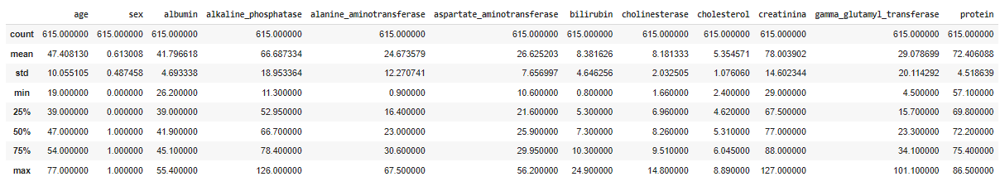 age sex albumin alkaline_phosphatase alanine_aminotransferase aspartate_aminotransferase bilirubin cholinesterase cholesterol creatinina gamma_glutamyl_transferase protein
count 615.000000 615.000000 615.000000 615.000000 615.000000 615.000000 615.000000 615.000000 615.000000 615.000000 615.000000 615.000000
mean 47.408130 0.613008 41.796618 66.687334 24.673579 26.625203 8.381626 8.181333 5.354571 78.003902 29.078699 72.406088
std 10.055105 0.487458 4.693338 18.953364 12.270741 7.656997 4.646256 2.032505 1.076060 14.602344 20.114292 4.518639
min 19.000000 0.000000 26.200000 11.300000 0.900000 10.600000 0.800000 1.660000 2.400000 29.000000 4.500000 57.100000
25% 39.000000 0.000000 39.000000 52.950000 16.400000 21.600000 5.300000 6.960000 4.620000 67.500000 15.700000 69.800000
50% 47.000000 1.000000 41.900000 66.700000 23.000000 25.900000 7.300000 8.260000 5.310000 77.000000 23.300000 72.200000
75% 54.000000 1.000000 45.100000 78.400000 30.600000 29.950000 10.300000 9.510000 6.045000 88.000000 34.100000 75.400000
max 77.000000 1.000000 55.400000 126.000000 67.500000 56.200000 24.900000 14.800000 8.890000 127.000000 101.100000 86.500000